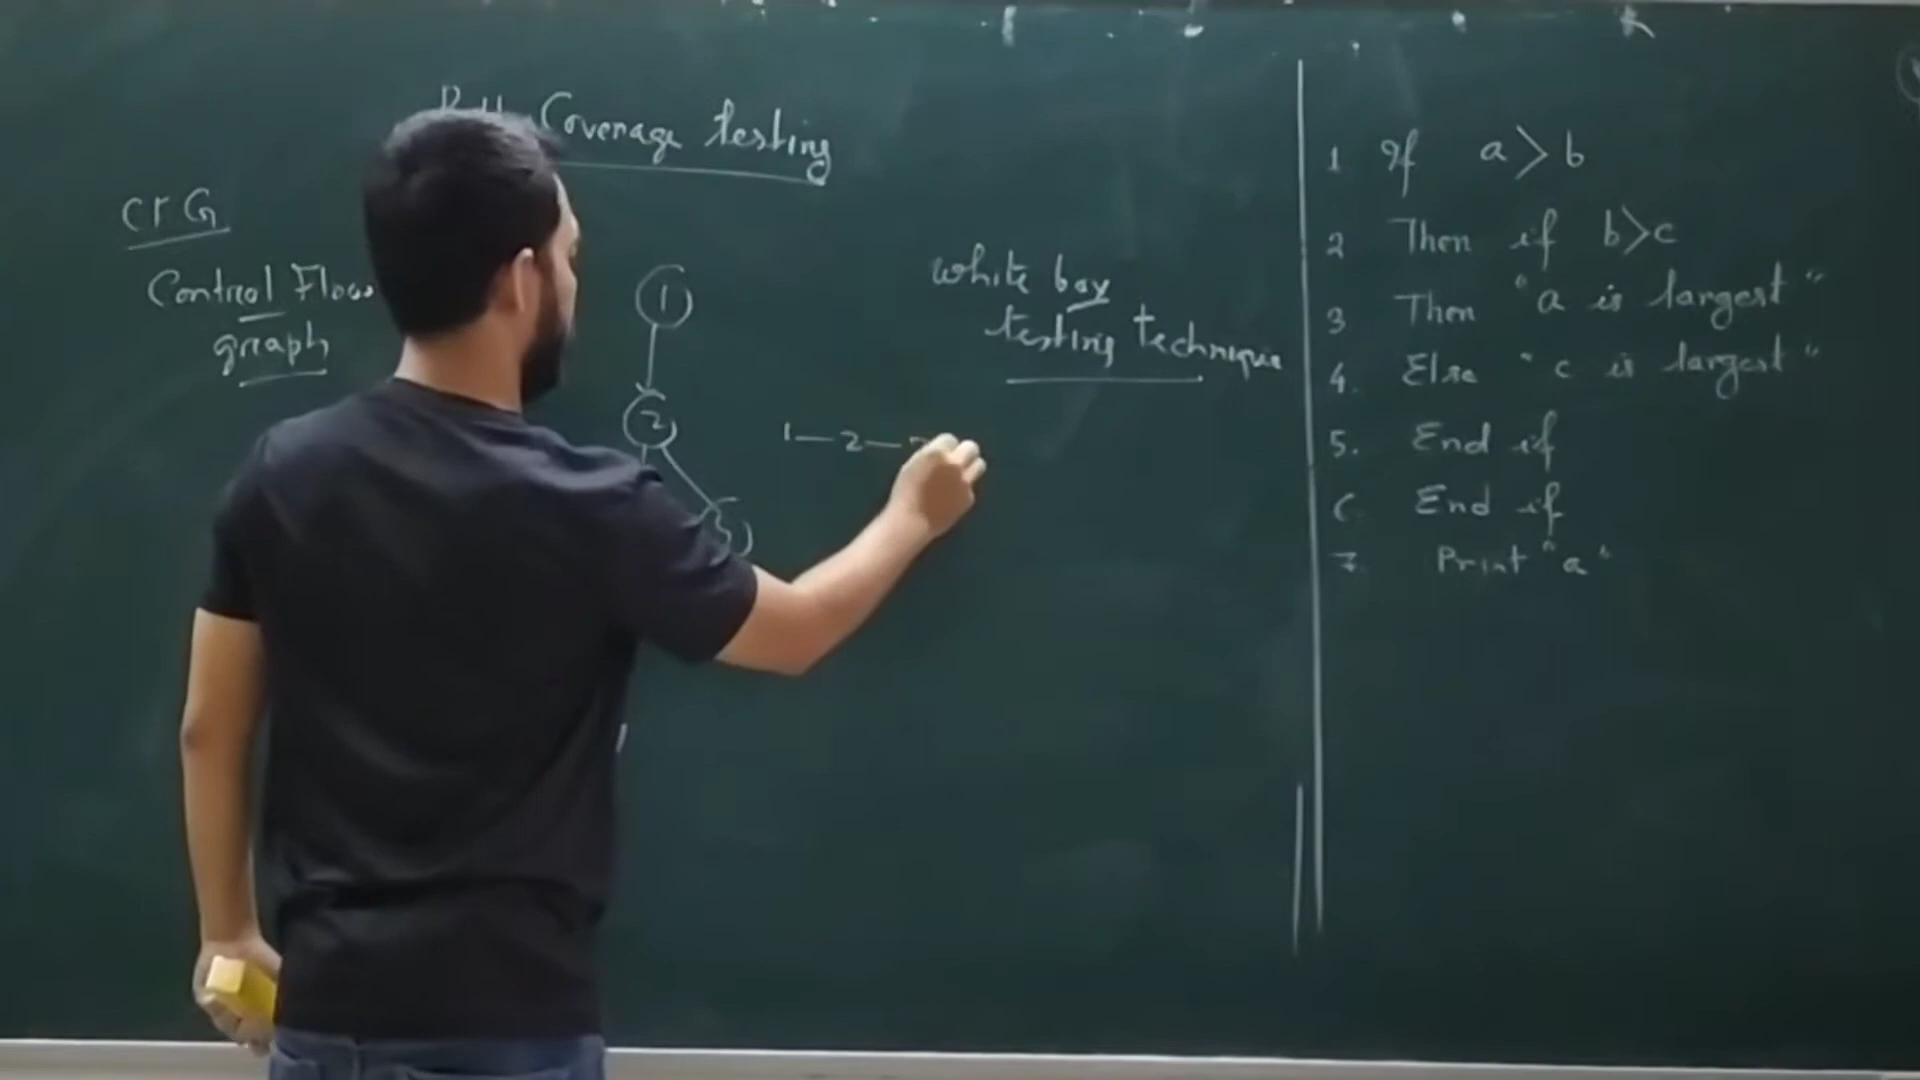 Coverage testing
CFG
Control Flow
graph
1
2
1—2—
white box
testing technique
1 If a > b
2 Then if b>c
3 Then "a is largest"
4. Else "c is largest"
5. End if
6. End if
7. Print "a"